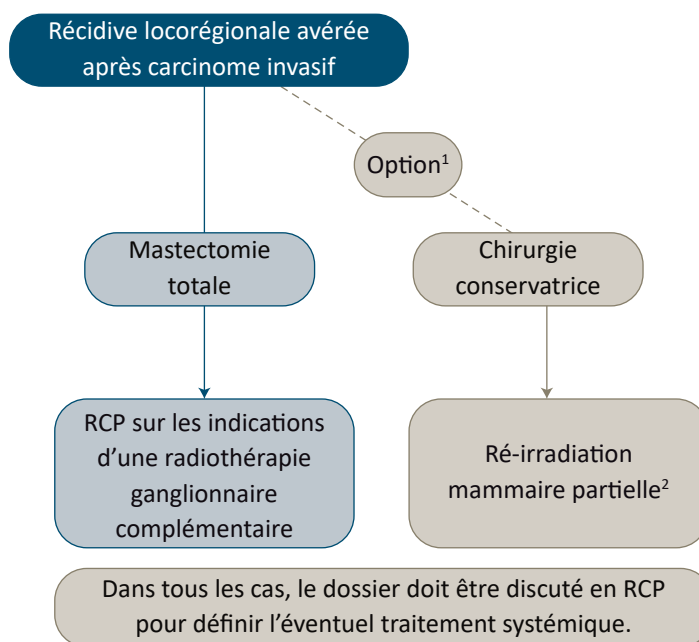 Récidive locorégionale avérée
après carcinome invasif
Option¹
Mastectomie
totale
Chirurgie
conservatrice
RCP sur les indications
d’une radiothérapie
ganglionnaire
complémentaire
Ré-irradiation
mammaire partielle²
Dans tous les cas, le dossier doit être discuté en RCP
pour définir l’éventuel traitement systémique.